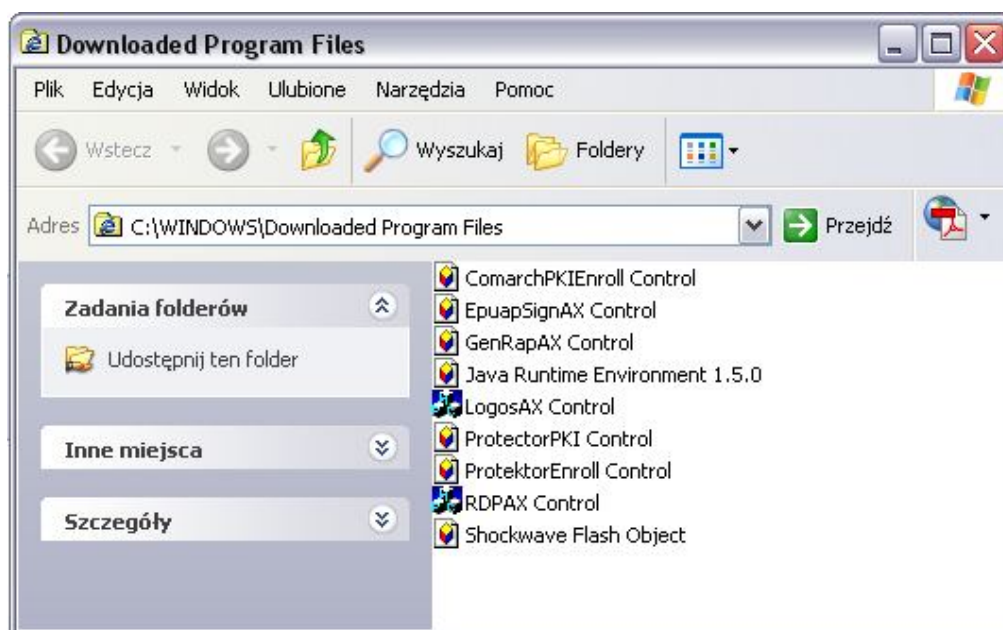 Downloaded Program Files
Plik Edycja Widok Ulubione Narzędzia Pomoc
Wstecz Wyszukaj Foldery
Adres C:\WINDOWS\Downloaded Program Files Przejdź
Zadania folderów
Udostępnij ten folder
Inne miejsca
Szczegóły
ComarchPKIEnroll Control
EpuapSignAX Control
GenRapAX Control
Java Runtime Environment 1.5.0
LogosAX Control
ProtectorPKI Control
ProtektorEnroll Control
RDPAX Control
Shockwave Flash Object